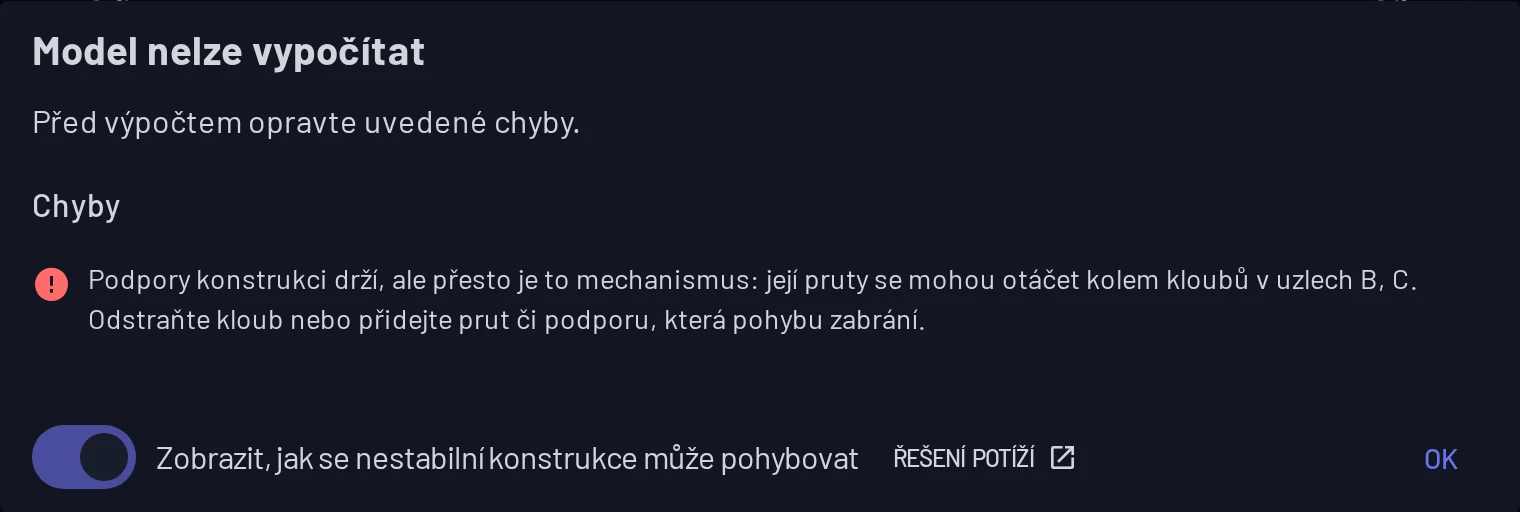 Model nelze vypočítat
Před výpočtem opravte uvedené chyby.
Chyby
Podpory konstrukci drží, ale přesto je to mechanismus: její pruty se mohou otáčet kolem kloubů v uzlech B, C.
Odstraňte kloub nebo přidejte prut či podporu, která pohybu zabrání.
Zobrazit, jak se nestabilní konstrukce může pohybovat ŘEŠENÍ POTÍŽÍ OK